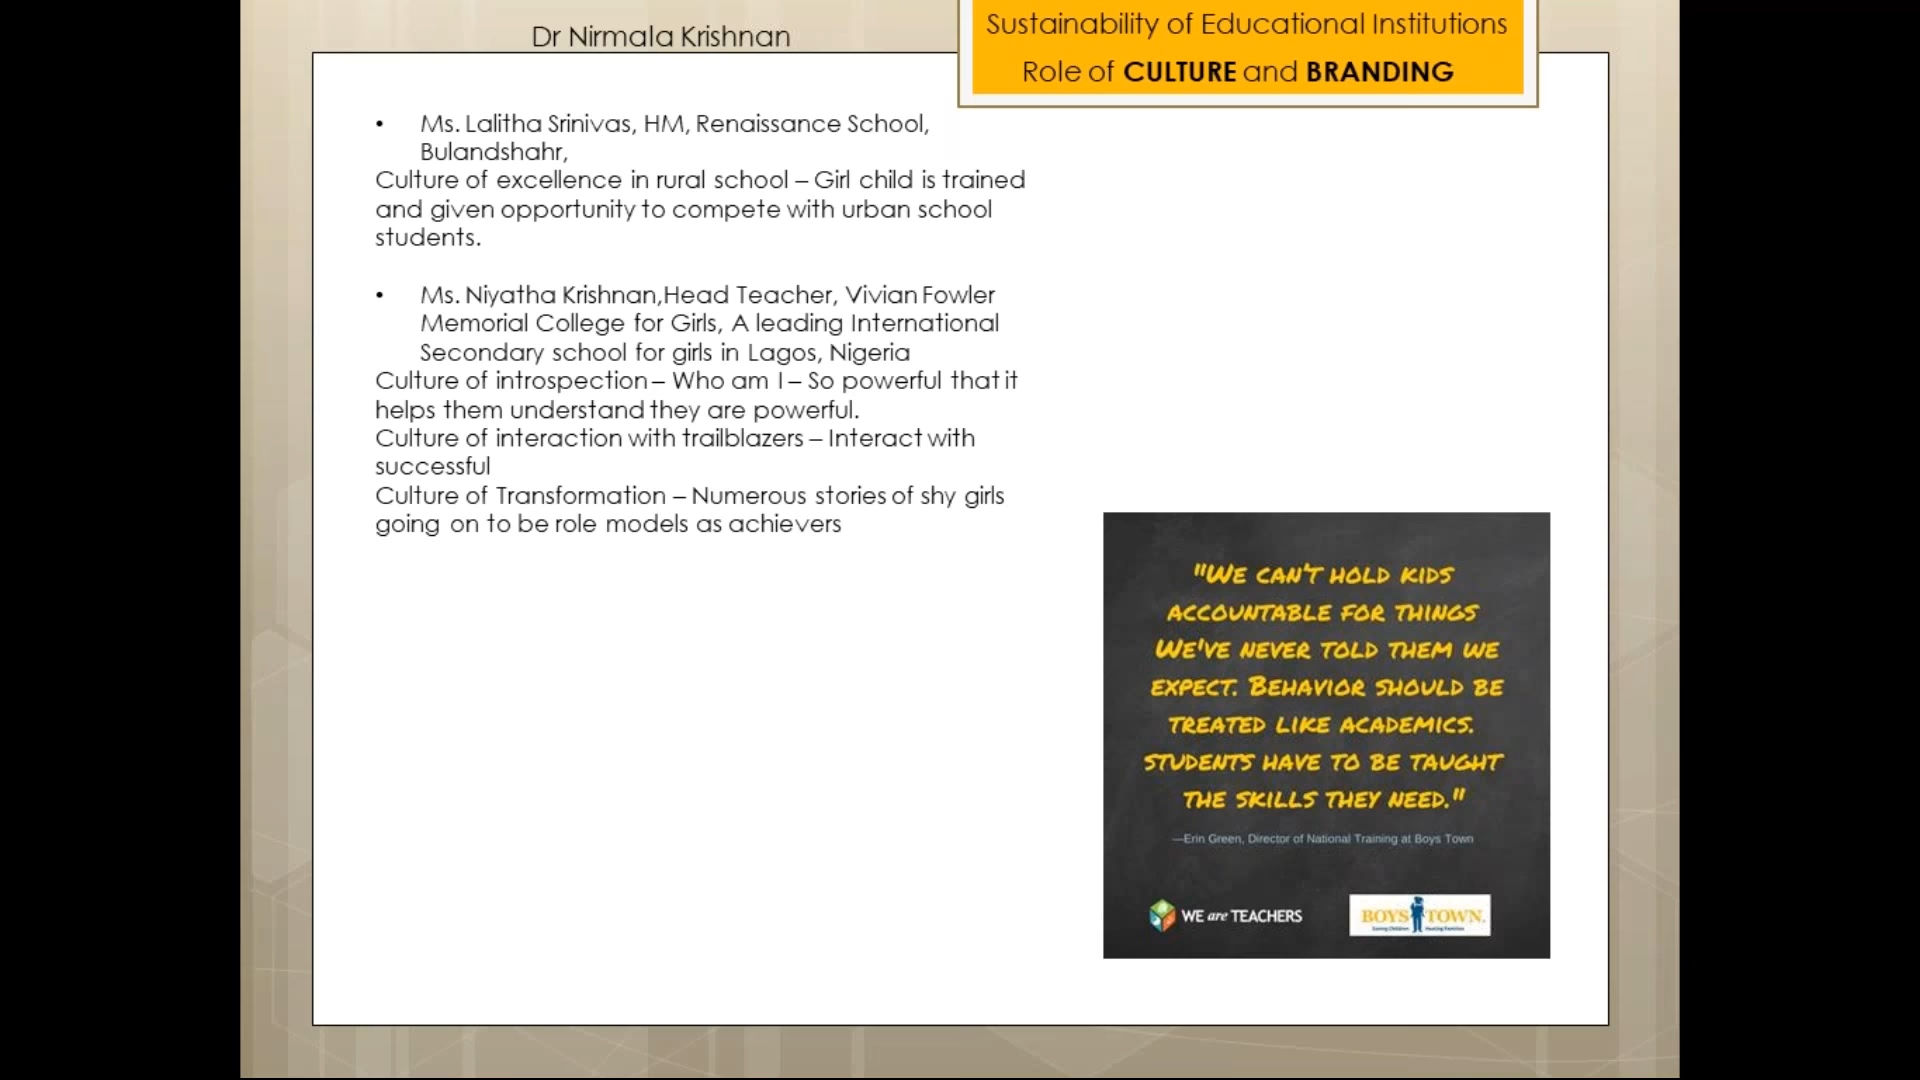 Dr Nirmala Krishnan
Sustainability of Educational Institutions
Role of CULTURE and BRANDING
• Ms. Lalitha Srinivas, HM, Renaissance School,
Bulandshahr,
Culture of excellence in rural school – Girl child is trained
and given opportunity to compete with urban school
students.
• Ms. Niyatha Krishnan,Head Teacher, Vivian Fowler
Memorial College for Girls, A leading International
Secondary school for girls in Lagos, Nigeria
Culture of introspection – Who am I – So powerful that it
helps them understand they are powerful.
Culture of interaction with trailblazers – Interact with
successful
Culture of Transformation – Numerous stories of shy girls
going on to be role models as achievers
"WE CAN'T HOLD KIDS
ACCOUNTABLE FOR THINGS
WE'VE NEVER TOLD THEM WE
EXPECT. BEHAVIOR SHOULD BE
TREATED LIKE ACADEMICS.
STUDENTS HAVE TO BE TAUGHT
THE SKILLS THEY NEED."
—Erin Green, Director of National Training at Boys Town
WE are TEACHERS
BOYS TOWN.
Saving Children Healing Families